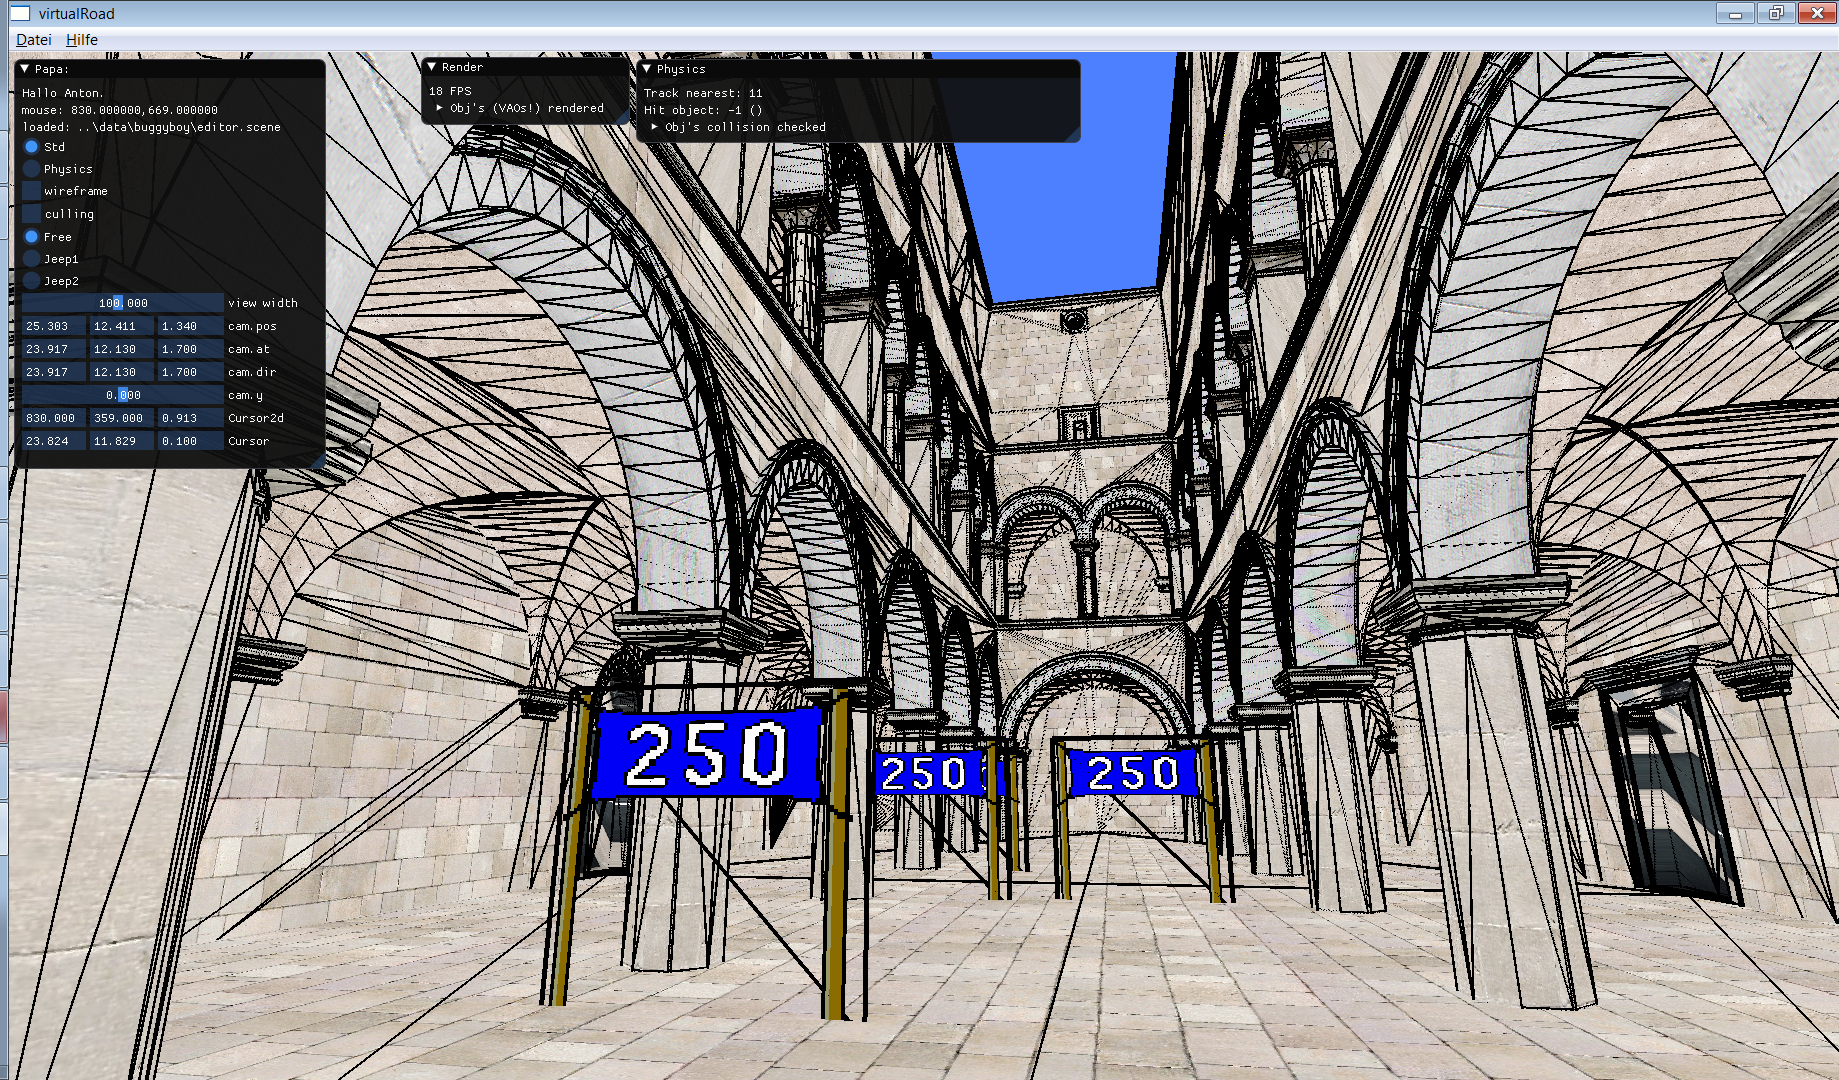 virtualRoad
Datei Hilfe
Papa:
Hallo Anton.
mouse: 830.000000,669.000000
loaded: ..\data\buggyboy\editor.scene
Std
Physics
wireframe
culling
Free
Jeep1
Jeep2
100.000 view width
25.303 12.411 1.340 cam.pos
23.917 12.130 1.700 cam.at
23.917 12.130 1.700 cam.dir
0.000 cam.y
830.000 359.000 0.913 Cursor2d
23.824 11.829 0.100 Cursor
Render
18 FPS
Obj's (VAOs!) rendered
Physics
Track nearest: 11
Hit object: -1 ()
Obj's collision checked
250
250
250